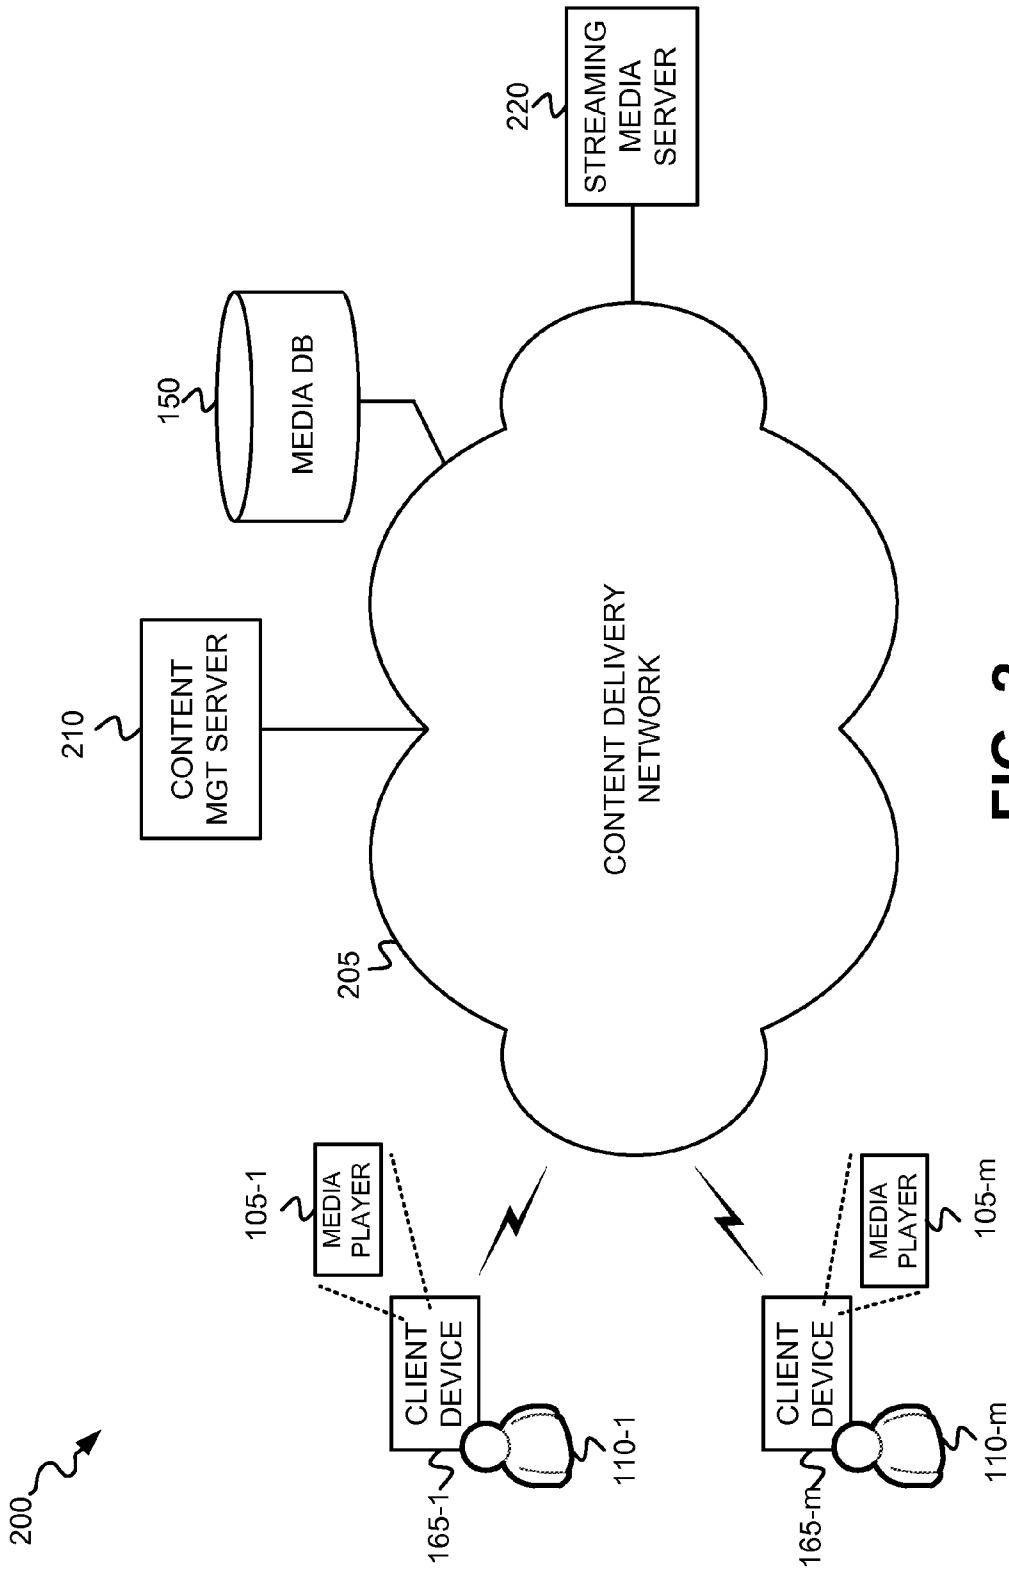 200
210
CONTENT
MGT SERVER
150
MEDIA DB
105-1
MEDIA
PLAYER
205
CLIENT
DEVICE
165-1
110-1
220
STREAMING
MEDIA
SERVER
CONTENT DELIVERY
NETWORK
CLIENT
DEVICE
165-m
MEDIA
PLAYER
105-m
110-m
FIG.